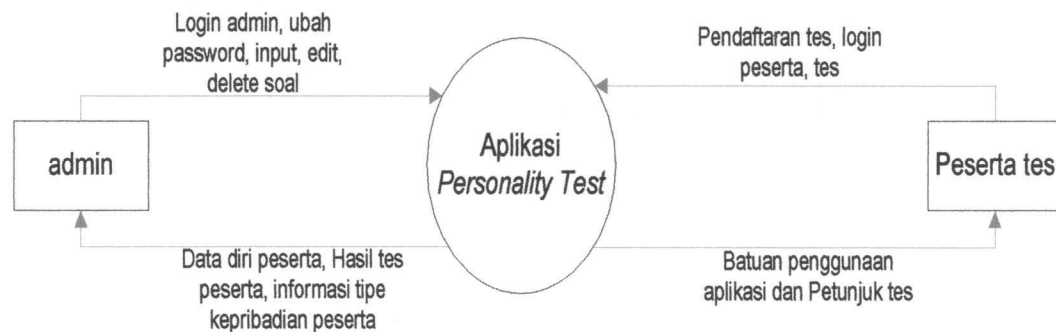 Login admin, ubah
password, input, edit,
delete soal
Pendaftaran tes, login
peserta, tes
admin
Aplikasi
Personality Test
Peserta tes
Data diri peserta, Hasil tes
peserta, informasi tipe
kepribadian peserta
Batuan penggunaan
aplikasi dan Petunjuk tes